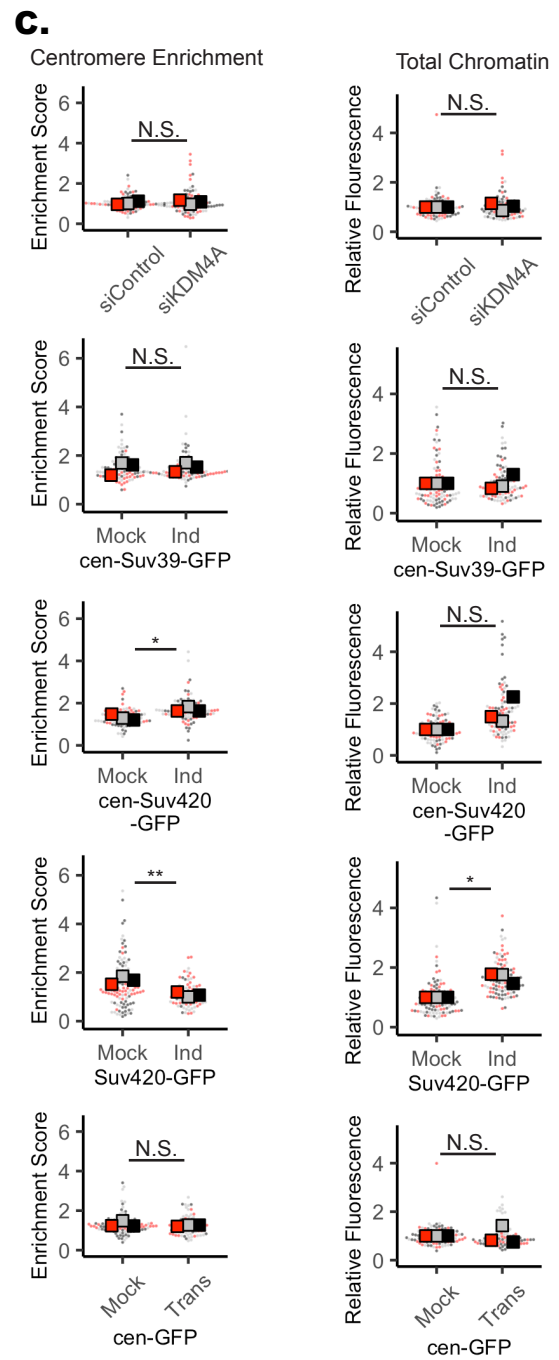 c.
Centromere Enrichment
Total Chromatin
Enrichment Score
6
4
2
0
N.S.
siControl
siKDM4A
Relative Flourescence
4
2
0
N.S.
siControl
siKDM4A
Enrichment Score
6
4
2
0
N.S.
Mock Ind
cen-Suv39-GFP
Relative Fluorescence
4
2
0
N.S.
Mock Ind
cen-Suv39-GFP
Enrichment Score
6
4
2
0
*
Mock Ind
cen-Suv420
-GFP
Relative Fluorescence
4
2
0
N.S.
Mock Ind
cen-Suv420
-GFP
Enrichment Score
6
4
2
0
**
Mock Ind
Suv420-GFP
Relative Fluorescence
4
2
0
*
Mock Ind
Suv420-GFP
Enrichment Score
6
4
2
0
N.S.
Mock
Trans
cen-GFP
Relative Fluorescence
4
2
0
N.S.
Mock
Trans
cen-GFP